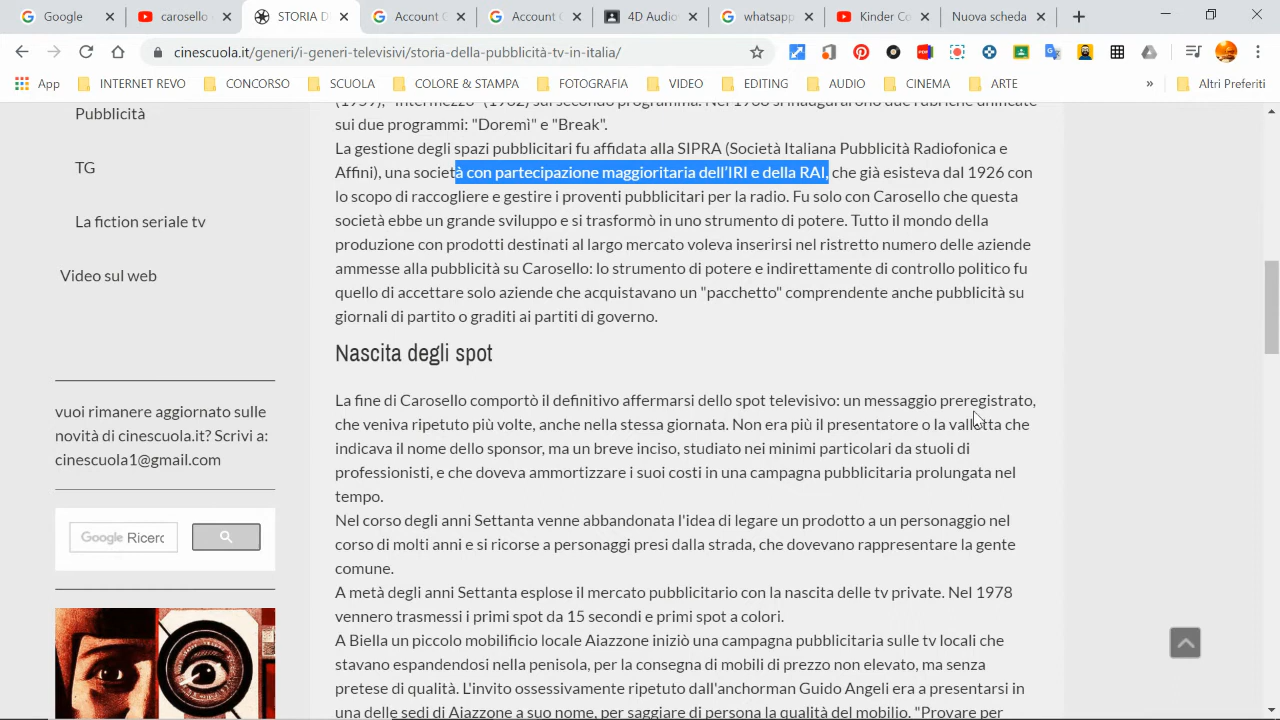 Google
carosello
STORIA D
Account G
Account G
4D Audio
whatsapp
Kinder Co
Nuova scheda
cinescuola.it/generi/i-generi-televisivi/storia-della-pubblicità-tv-in-italia/
App
INTERNET REVO
CONCORSO
SCUOLA
COLORE & STAMPA
FOTOGRAFIA
VIDEO
EDITING
AUDIO
CINEMA
ARTE
»
Altri Preferiti
Pubblicità
TG
La fiction seriale tv
Video sul web
vuoi rimanere aggiornato sulle
novità di cinescuola.it? Scrivi a:
cinescuola1@gmail.com
Google Ricerc
sui due programmi: "Doremì" e "Break".
La gestione degli spazi pubblicitari fu affidata alla SIPRA (Società Italiana Pubblicità Radiofonica e
Affini), una società con partecipazione maggioritaria dell'IRI e della RAI, che già esisteva dal 1926 con
lo scopo di raccogliere e gestire i proventi pubblicitari per la radio. Fu solo con Carosello che questa
società ebbe un grande sviluppo e si trasformò in uno strumento di potere. Tutto il mondo della
produzione con prodotti destinati al largo mercato voleva inserirsi nel ristretto numero delle aziende
ammesse alla pubblicità su Carosello: lo strumento di potere e indirettamente di controllo politico fu
quello di accettare solo aziende che acquistavano un "pacchetto" comprendente anche pubblicità su
giornali di partito o graditi ai partiti di governo.
Nascita degli spot
La fine di Carosello comportò il definitivo affermarsi dello spot televisivo: un messaggio preregistrato,
che veniva ripetuto più volte, anche nella stessa giornata. Non era più il presentatore o la valletta che
indicava il nome dello sponsor, ma un breve inciso, studiato nei minimi particolari da stuoli di
professionisti, e che doveva ammortizzare i suoi costi in una campagna pubblicitaria prolungata nel
tempo.
Nel corso degli anni Settanta venne abbandonata l'idea di legare un prodotto a un personaggio nel
corso di molti anni e si ricorse a personaggi presi dalla strada, che dovevano rappresentare la gente
comune.
A metà degli anni Settanta esplose il mercato pubblicitario con la nascita delle tv private. Nel 1978
vennero trasmessi i primi spot da 15 secondi e primi spot a colori.
A Biella un piccolo mobilificio locale Aiazzone iniziò una campagna pubblicitaria sulle tv locali che
stavano espandendosi nella penisola, per la consegna di mobili di prezzo non elevato, ma senza
pretese di qualità. L'invito ossessivamente ripetuto dall'anchorman Guido Angeli era a presentarsi in
una delle sedi di Aiazzone a suo nome, per saggiare di persona la qualità del mobilio. "Provare per